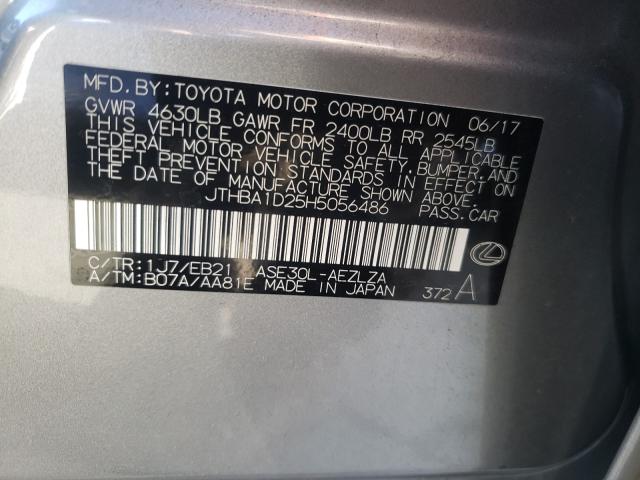 MFD. BY: TOYOTA MOTOR CORPORATION 06/17
GVWR 4630LB GAWR FR 2400LB RR 2545LB
THIS VEHICLE CONFORMS TO ALL APPLICABLE
FEDERAL MOTOR VEHICLE SAFETY, BUMPER, AND
THEFT PREVENTION STANDARDS IN EFFECT ON
THE DATE OF MANUFACTURE SHOWN ABOVE.
JTHBA1D25H5056486 PASS. CAR
C/TR: 1J7/EB21 ASE30L-AEZLZA
A/TM: B07A/AA81E MADE IN JAPAN 372 A